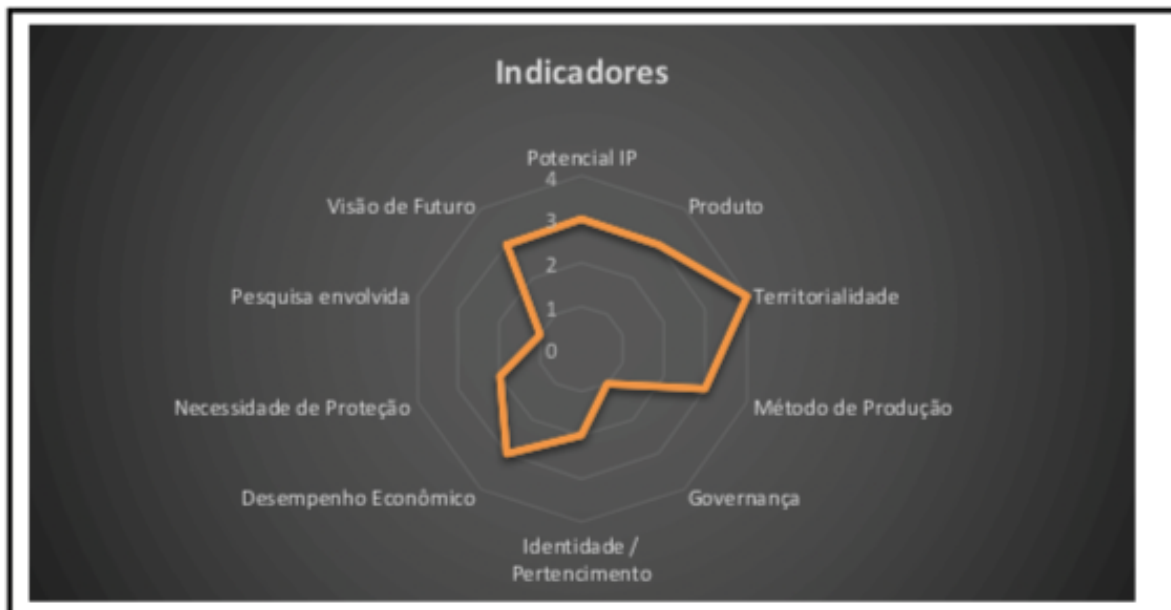 Indicadores
Potencial IP
4
Visão de Futuro
Produto
3
2
Pesquisa envolvida
Territorialidade
1
0
Necessidade de Proteção
Método de Produção
Desempenho Econômico
Governança
Identidade /
Pertencimento